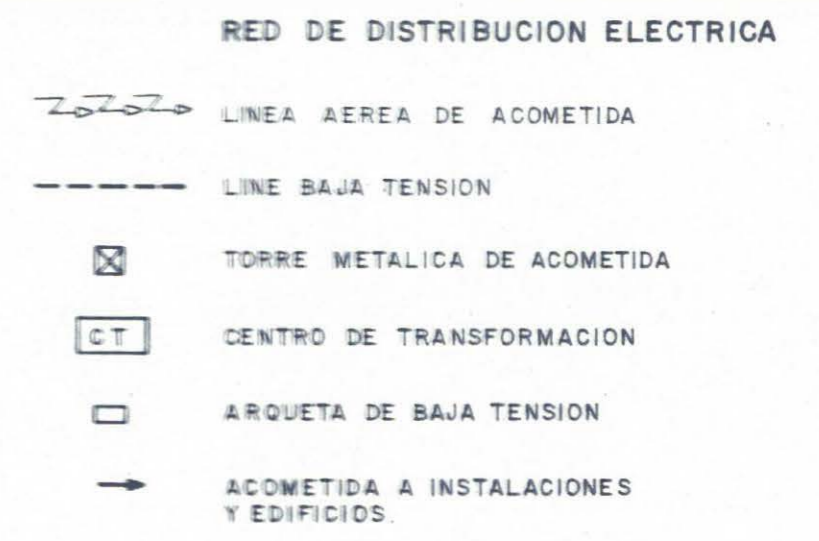 RED DE DISTRIBUCION ELECTRICA
LINEA AEREA DE ACOMETIDA
LINE BAJA TENSION
TORRE METALICA DE ACOMETIDA
CT CENTRO DE TRANSFORMACION
ARQUETA DE BAJA TENSION
ACOMETIDA A INSTALACIONES
Y EDIFICIOS.